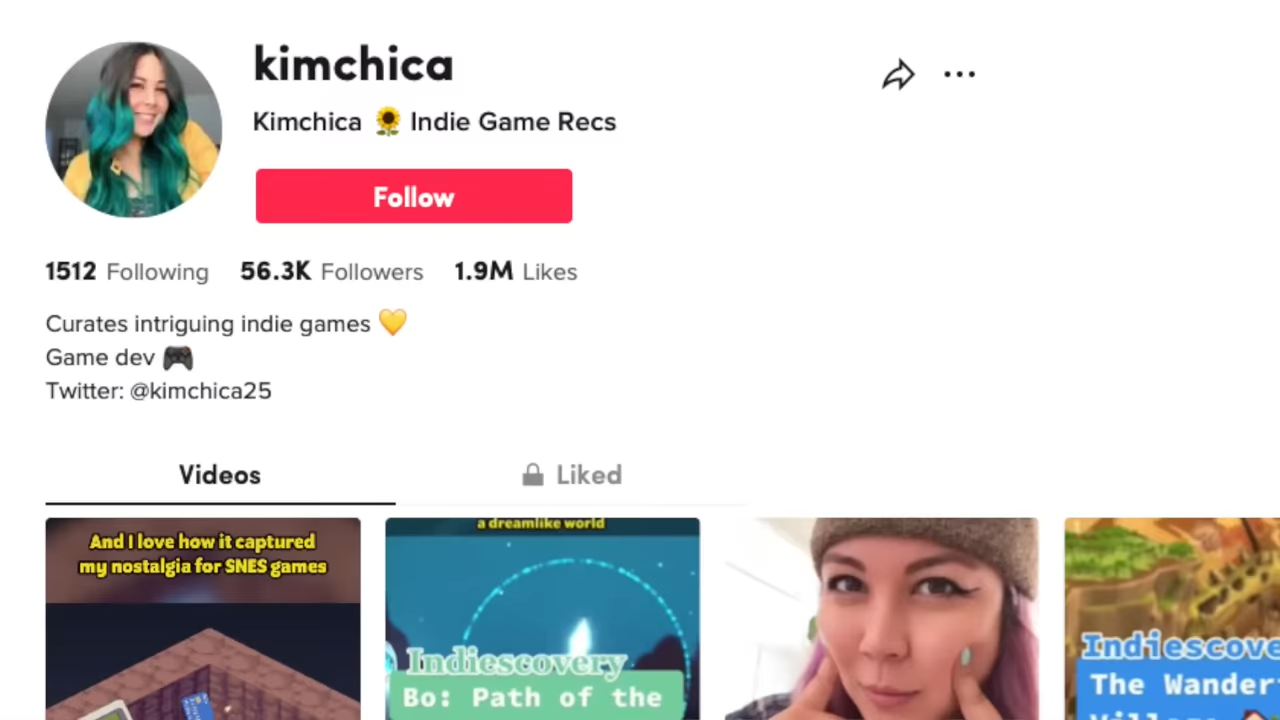 kimchica
Kimchica 🌻 Indie Game Recs
Follow
1512 Following 56.3K Followers 1.9M Likes
Curates intriguing indie games 💛
Game dev 🎮
Twitter: @kimchica25
Videos
Liked
And I love how it captured
my nostalgia for SNES games
a dreamlike world
Indiescovery
Bo: Path of the
Indiescove
The Wander